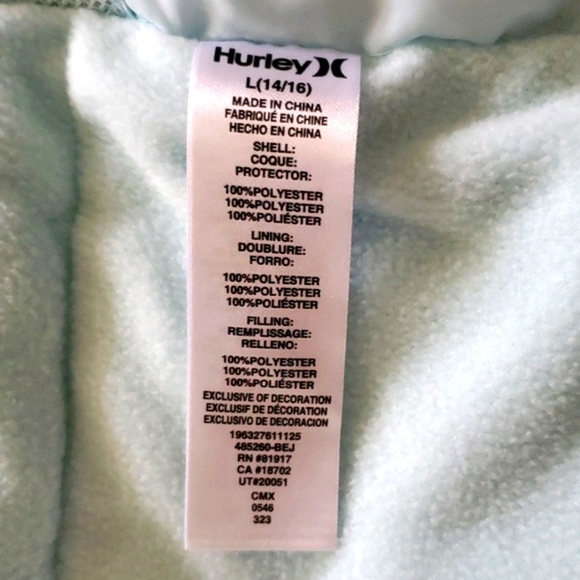 Hurley
L(14/16)
MADE IN CHINA
FABRIQUÉ EN CHINE
HECHO EN CHINA
SHELL:
COQUE:
PROTECTOR:
100%POLYESTER
100%POLYESTER
100%POLIÉSTER
LINING:
DOUBLURE:
FORRO:
100%POLYESTER
100%POLYESTER
100%POLIÉSTER
FILLING:
REMPLISSAGE:
RELLENO:
100%POLYESTER
100%POLYESTER
100%POLIÉSTER
EXCLUSIVE OF DECORATION
EXCLUSIF DE DÉCORATION
EXCLUSIVO DE DECORACION
196327611125
485260-BEJ
RN #81917
CA #18702
UT#20051
CMX
0546
323